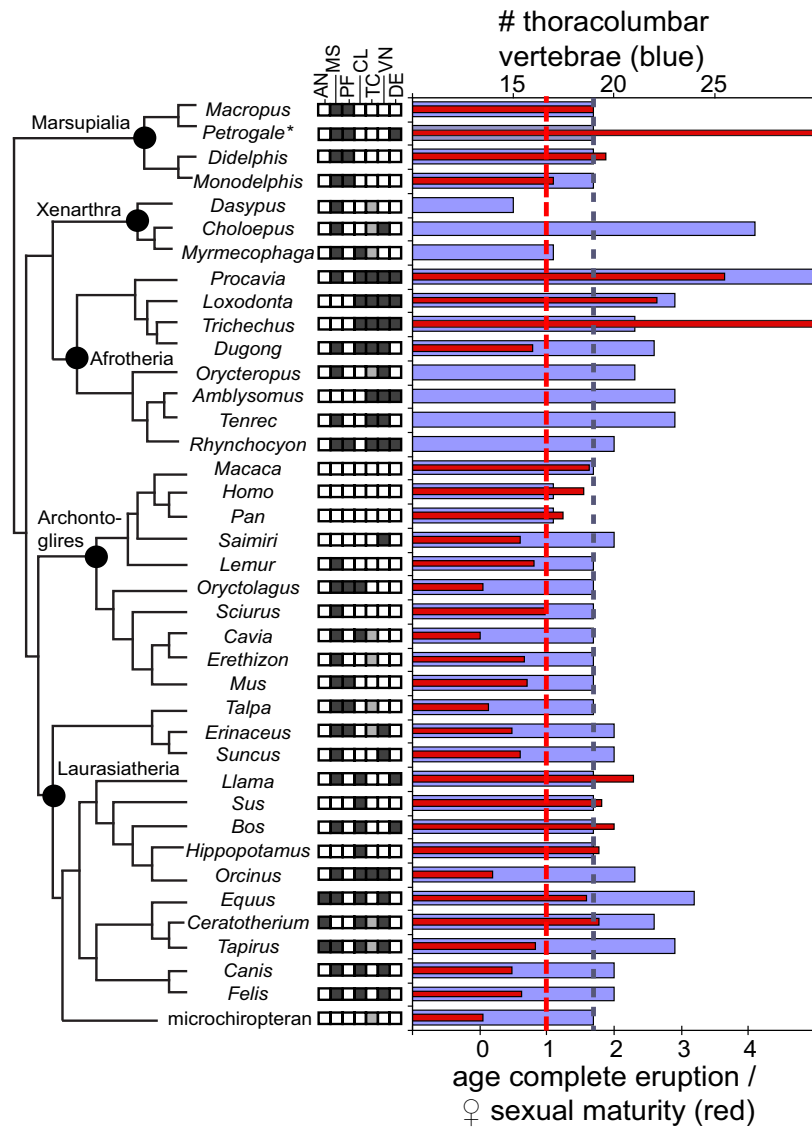 # thoracolumbar
vertebrae (blue)
AN
MS
PF
CL
TC
VN
DE
15 20 25
Marsupialia
Macropus
Petrogale*
Didelphis
Monodelphis
Xenarthra
Dasypus
Choloepus
Myrmecophaga
Procavia
Loxodonta
Trichechus
Afrotheria
Dugong
Orycteropus
Amblysomus
Tenrec
Rhynchocyon
Macaca
Homo
Archonto-
glires
Pan
Saimiri
Lemur
Oryctolagus
Sciurus
Cavia
Erethizon
Mus
Talpa
Erinaceus
Suncus
Laurasiatheria
Llama
Sus
Bos
Hippopotamus
Orcinus
Equus
Ceratotherium
Tapirus
Canis
Felis
microchiropteran
0 1 2 3 4
age complete eruption /
♀ sexual maturity (red)